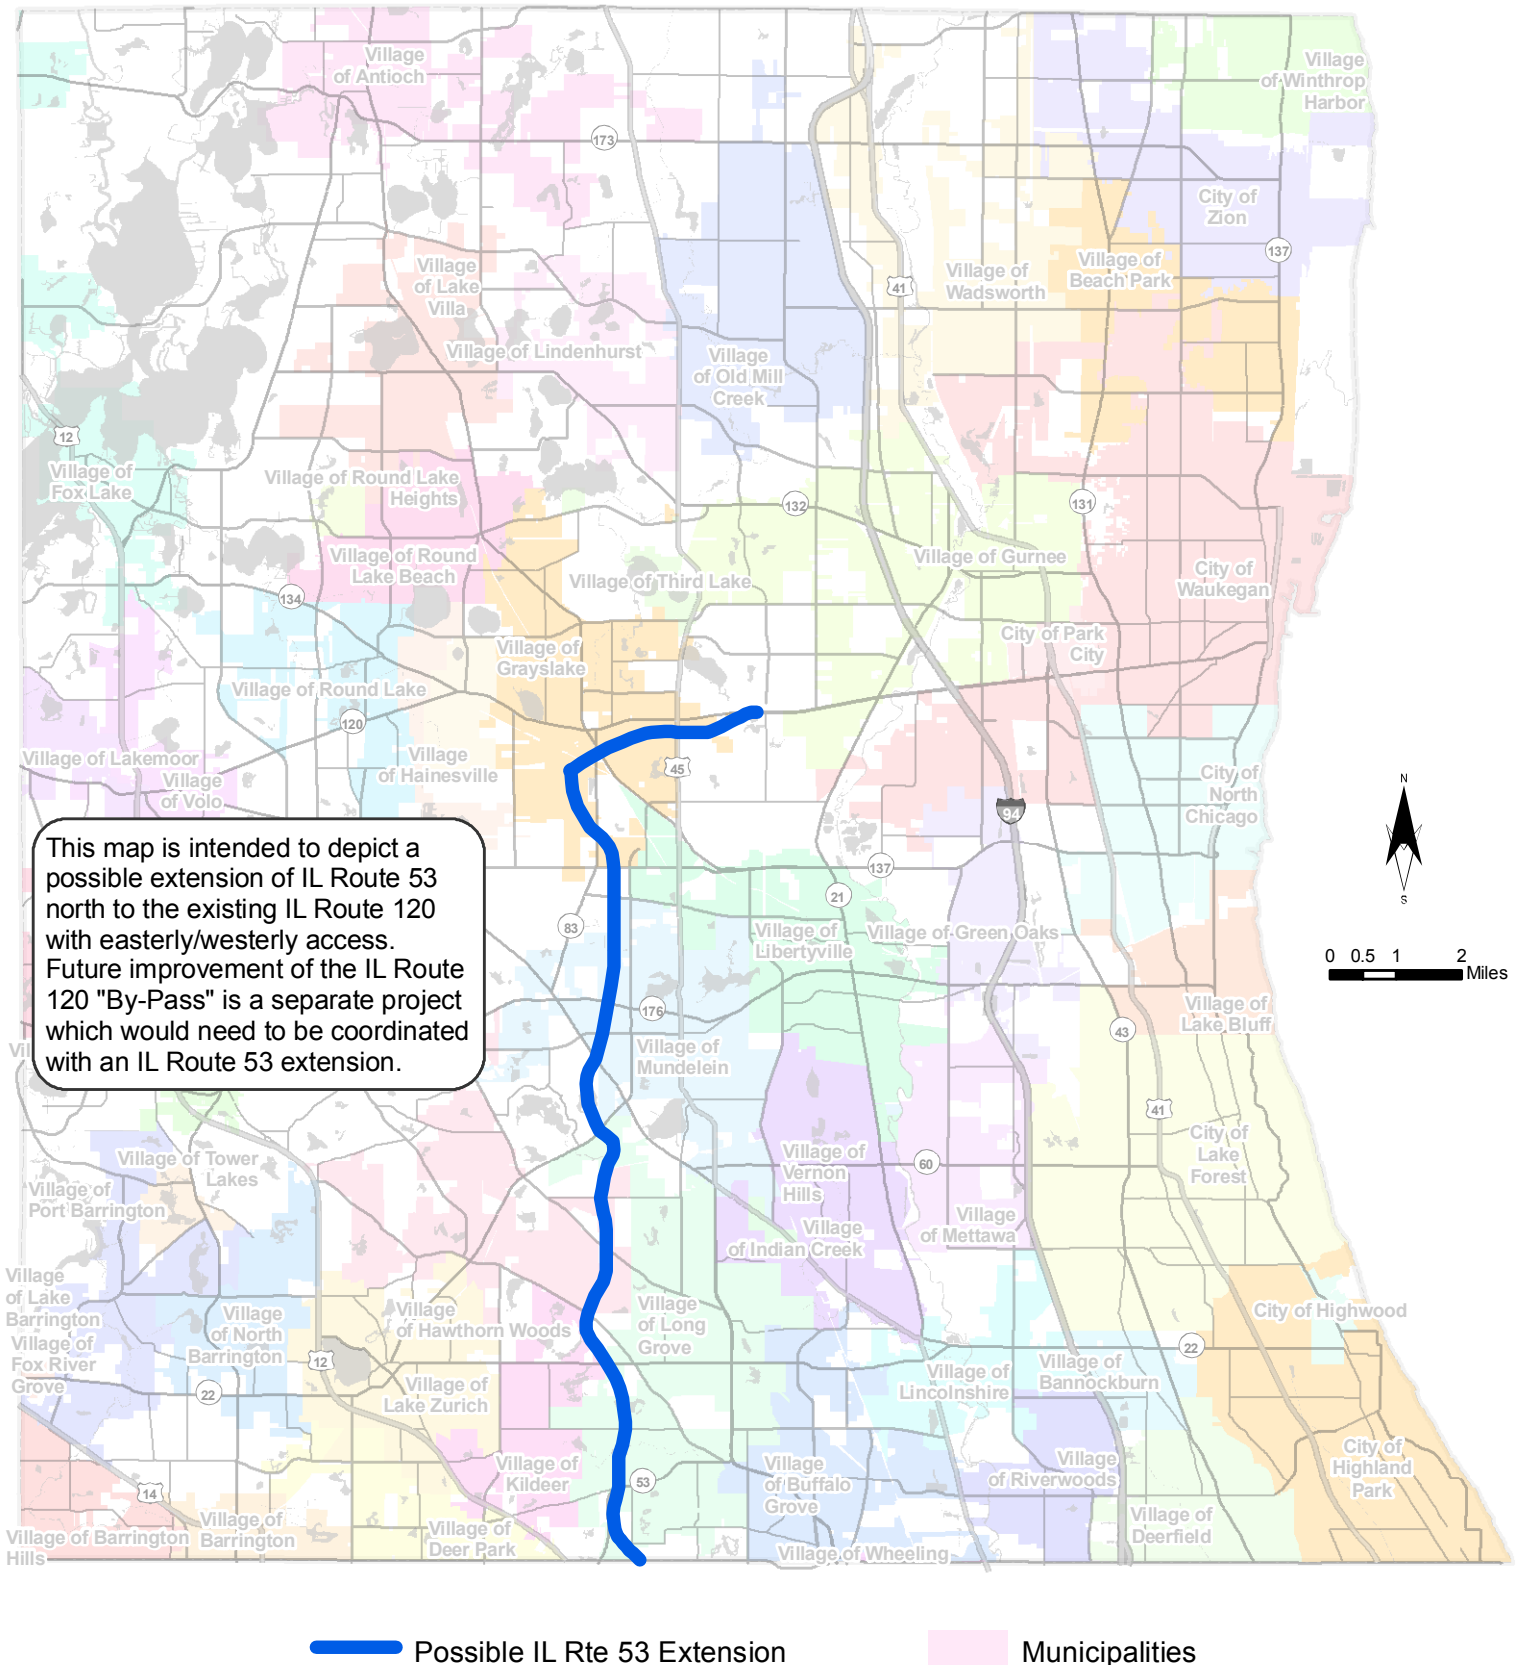 Village
of Antioch
Village
of Winthrop
Harbor
173
City of
Zion
137
Village
of Lake
Villa
41
Village of
Wadsworth
Village of
Beach Park
Village of Lindenhurst
Village
of Old Mill
Creek
12
Village of
Fox Lake
Village of Round Lake
Heights
132
131
Village of Round
Lake Beach
Village of Third Lake
Village of Gurnee
City of
Waukegan
134
Village of
Grayslake
City of Park
City
Village of Round Lake
120
Village of Lakemoor
Village
of Volo
Village
of Hainesville
45
City of
North
Chicago
94
N
S
This map is intended to depict a
possible extension of IL Route 53
north to the existing IL Route 120
with easterly/westerly access.
Future improvement of the IL Route
120 "By-Pass" is a separate project
which would need to be coordinated
with an IL Route 53 extension.
137
21
83
Village of
Libertyville
Village of Green Oaks
0 0.5 1 2
Miles
176
43
Village of
Lake Bluff
Vil
Village of
Mundelein
41
City of
Lake
Forest
Village of Tower
Lakes
Village of
Port Barrington
Village of
Vernon
Hills
60
Village
of Indian Creek
Village
of Mettawa
Village
of Lake
Barrington
Village of
Fox River
Grove
Village
of North
Barrington
Village
of Hawthorn Woods
Village
of Long
Grove
City of Highwood
12
22
22
Village of
Lake Zurich
Village of
Lincolnshire
Village of
Bannockburn
Village of
Kildeer
53
Village
of Buffalo
Grove
Village
of Riverwoods
City of
Highland
Park
14
Village of Barrington
Hills
Village of
Barrington
Village of
Deer Park
Village of Wheeling
Village of
Deerfield
Possible IL Rte 53 Extension
Municipalities